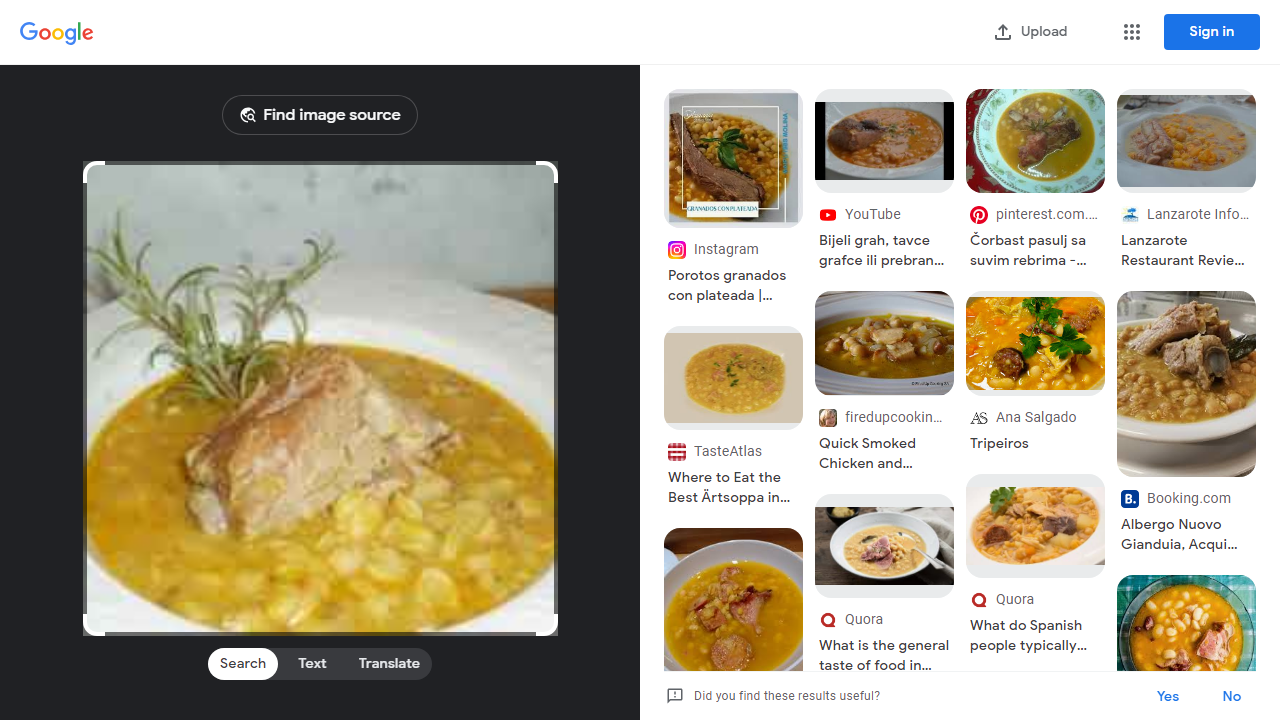 Google
Upload
Sign in
Find image source
Search
Text
Translate
Instagram
Porotos granados
con plateada |...
GRANADOS CON PLATEADA
TasteAtlas
Where to Eat the
Best Ärtsoppa in...
YouTube
Bijeli grah, tavce
grafce ili prebran...
firedupcookin...
Quick Smoked
Chicken and...
Quora
What is the general
taste of food in...
pinterest.com....
Čorbast pasulj sa
suvim rebrima -...
Ana Salgado
Tripeiros
Quora
What do Spanish
people typically...
Lanzarote Info...
Lanzarote
Restaurant Revie...
Booking.com
Albergo Nuovo
Gianduia, Acqui...
Did you find these results useful?
Yes
No